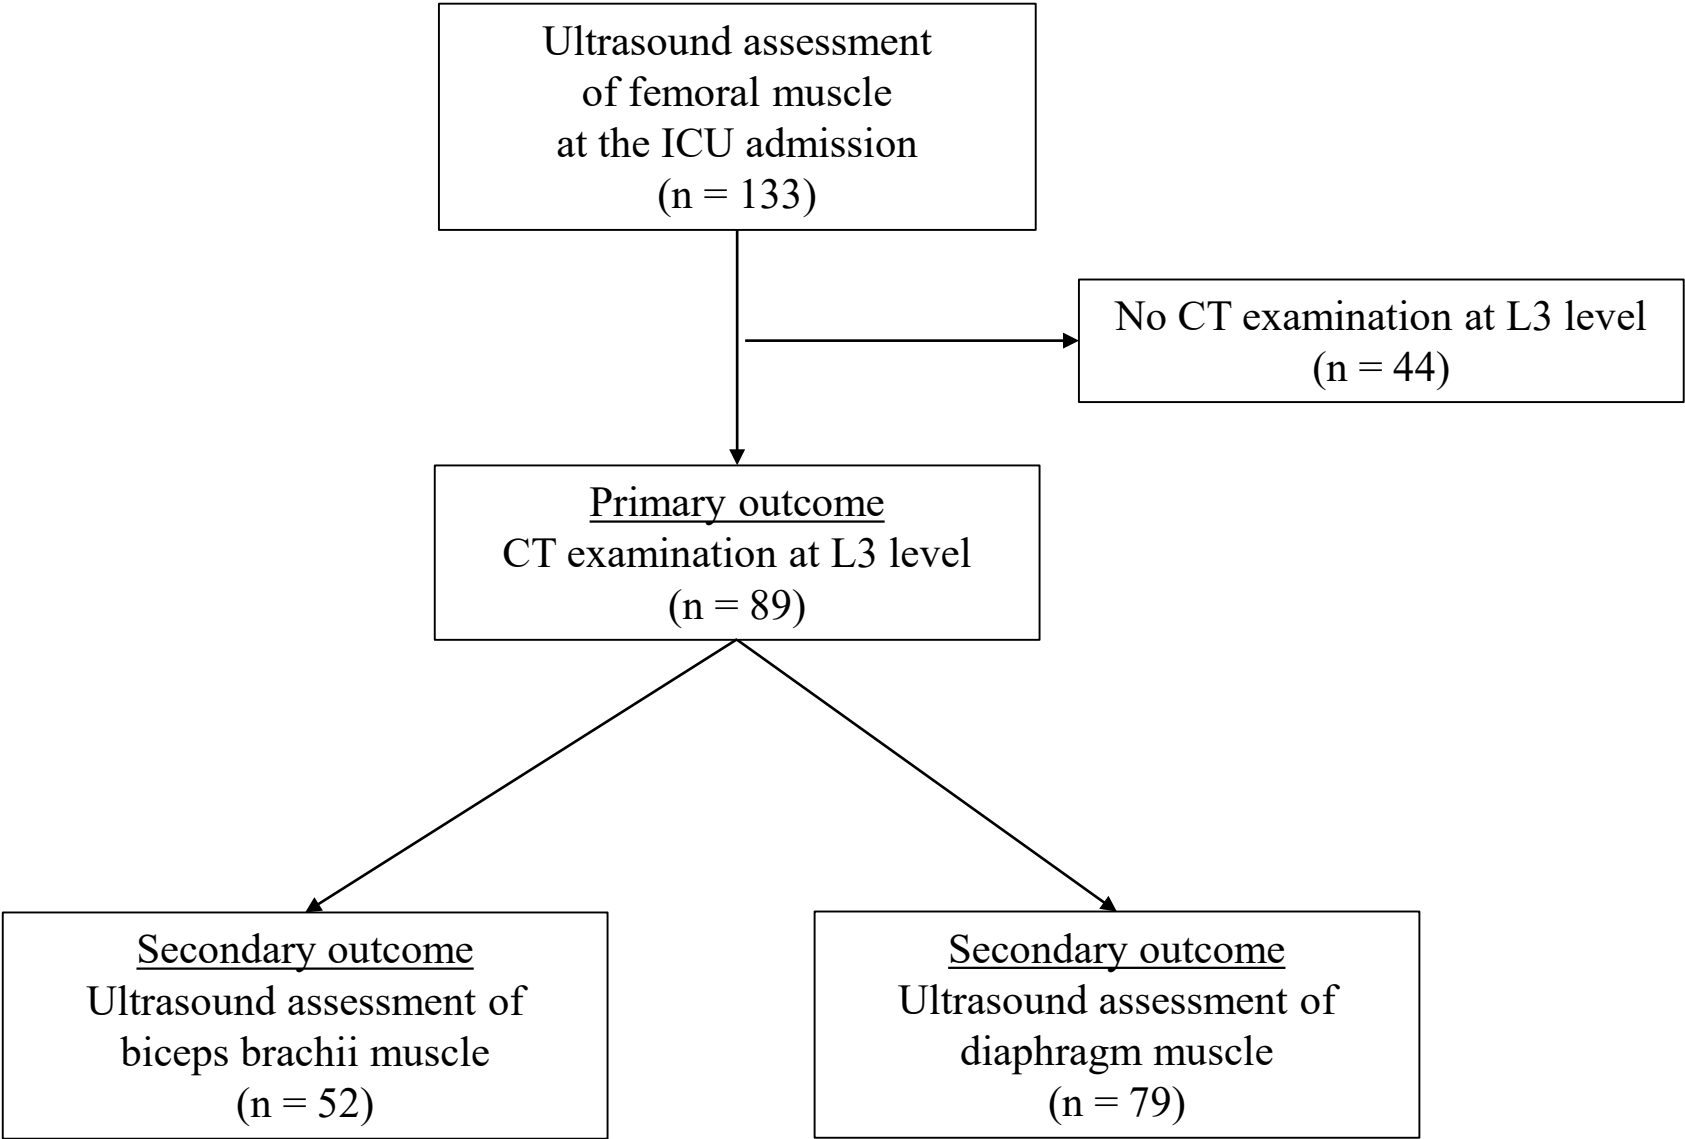 Ultrasound assessment
of femoral muscle
at the ICU admission
(n = 133)
No CT examination at L3 level
(n = 44)
Primary outcome
CT examination at L3 level
(n = 89)
Secondary outcome
Ultrasound assessment of
biceps brachii muscle
(n = 52)
Secondary outcome
Ultrasound assessment of
diaphragm muscle
(n = 79)